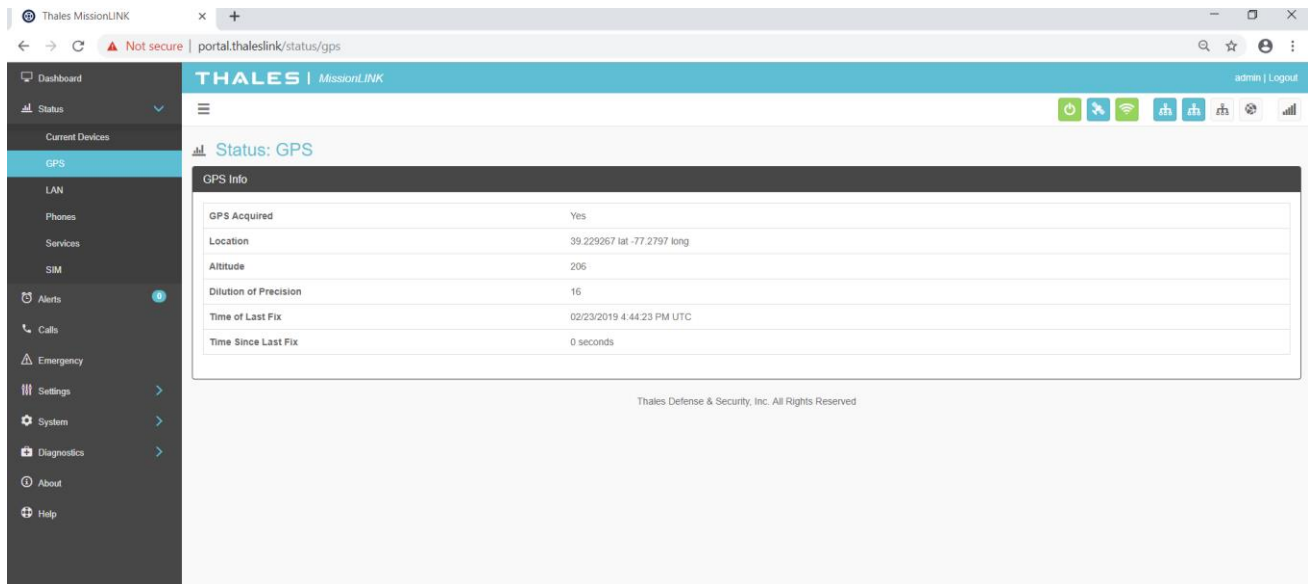 Thales MissionLINK
Not secure | portal.thaleslink/status/gps
Dashboard
THALES | MissionLINK
admin | Logout
Status
Current Devices
GPS
LAN
Phones
Services
SIM
Alerts 0
Calls
Emergency
Settings
System
Diagnostics
About
Help
Status: GPS
GPS Info
GPS Acquired Yes
Location 39.229267 lat -77.2797 long
Altitude 206
Dilution of Precision 16
Time of Last Fix 02/23/2019 4:44:23 PM UTC
Time Since Last Fix 0 seconds
Thales Defense & Security, Inc. All Rights Reserved